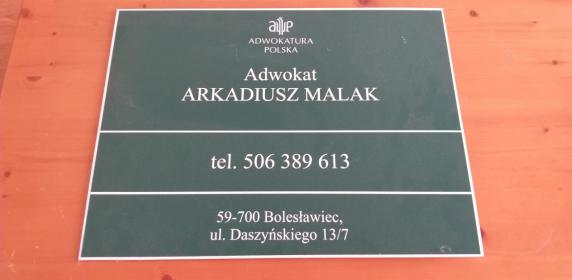 ADWOKATURA
POLSKA
Adwokat
ARKADIUSZ MALAK
tel. 506 389 613
59-700 Bolesławiec,
ul. Daszyńskiego 13/7